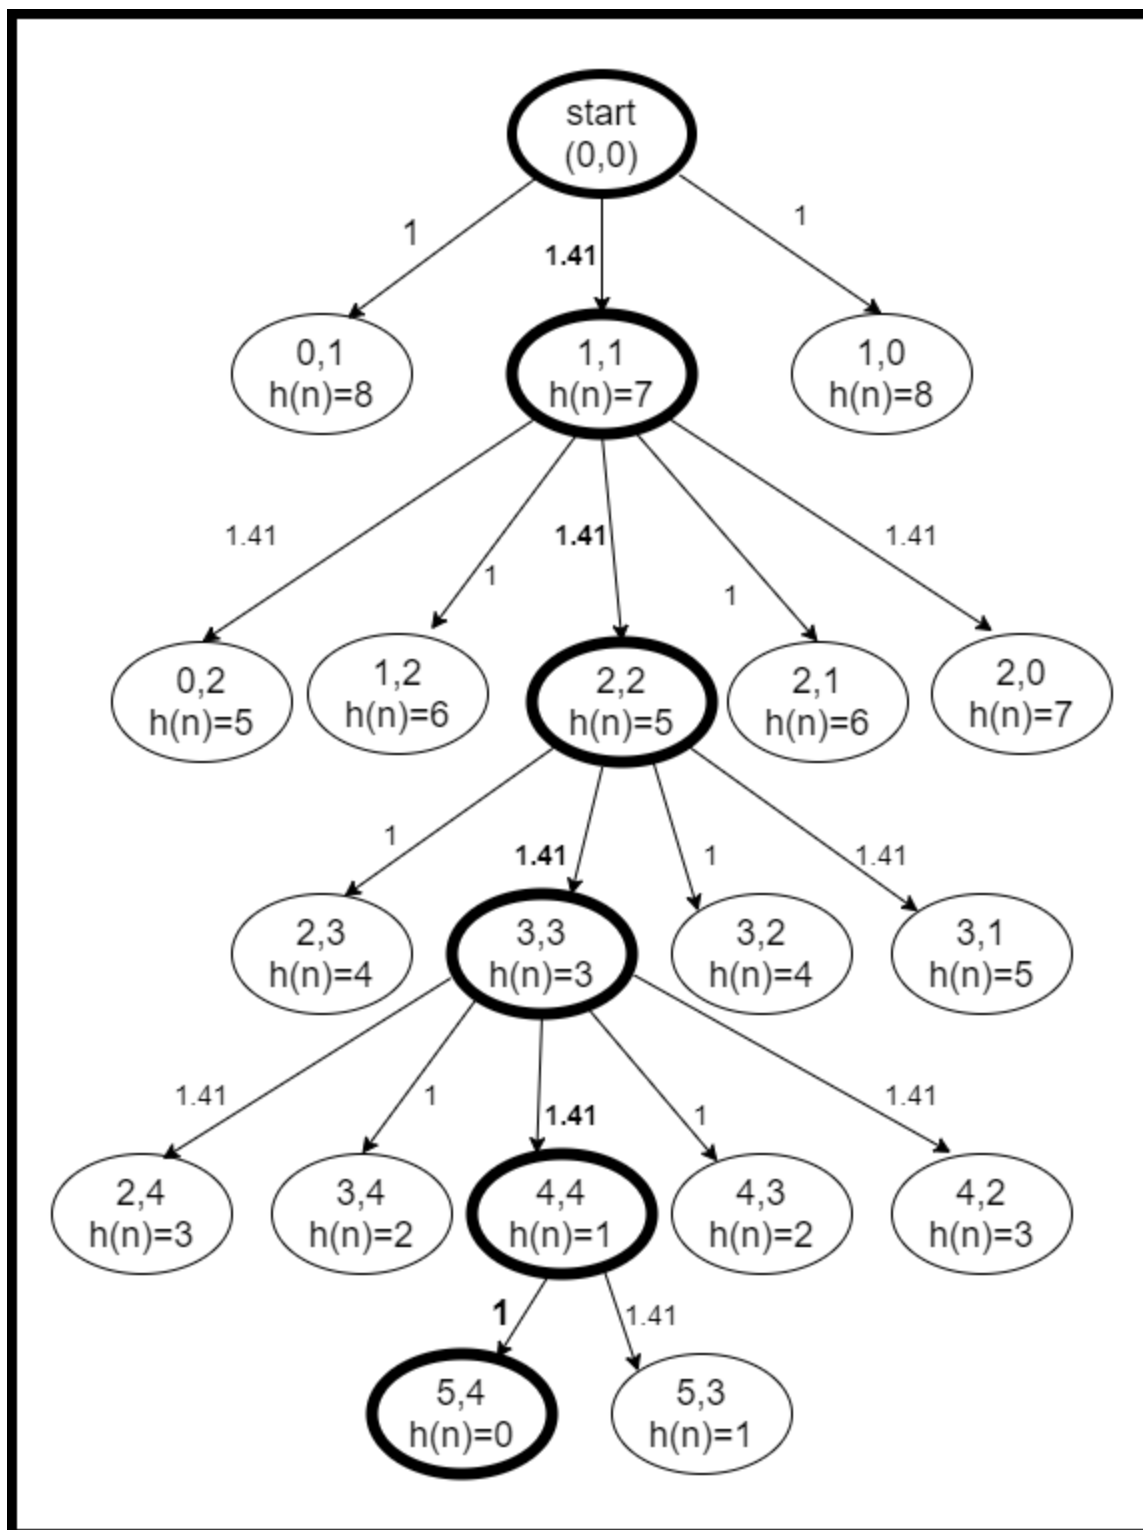 start
(0,0)
1
1.41
1
0,1
h(n)=8
1,1
h(n)=7
1,0
h(n)=8
1.41
1
1.41
1
1.41
0,2
h(n)=5
1,2
h(n)=6
2,2
h(n)=5
2,1
h(n)=6
2,0
h(n)=7
1
1.41
1
1.41
2,3
h(n)=4
3,3
h(n)=3
3,2
h(n)=4
3,1
h(n)=5
1.41
1
1.41
1
1.41
2,4
h(n)=3
3,4
h(n)=2
4,4
h(n)=1
4,3
h(n)=2
4,2
h(n)=3
1
1.41
5,4
h(n)=0
5,3
h(n)=1